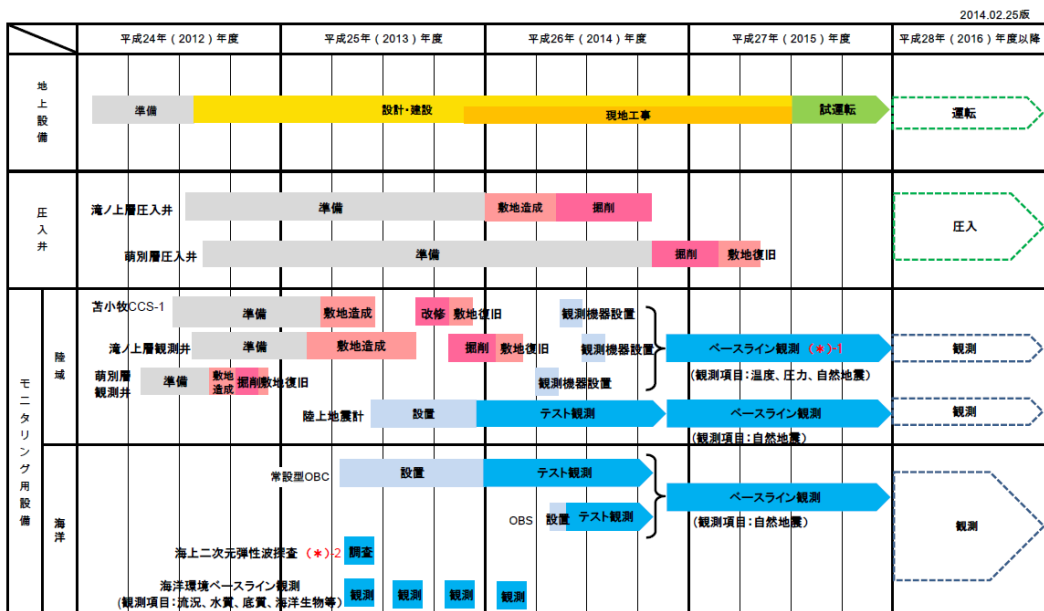 2014.02.25版
平成24年（2012）年度 平成25年（2013）年度 平成26年（2014）年度 平成27年（2015）年度 平成28年（2016）年度以降
地上設備
準備 設計・建設 現地工事 試運転 運転
圧入井
滝ノ上層圧入井 準備 敷地造成 掘削
圧入
萌別層圧入井 準備 掘削 敷地復旧
モニタリング用設備
陸域
苫小牧CCS-1 準備 敷地造成 改修 敷地復旧 観測機器設置
滝ノ上層観測井 準備 敷地造成 掘削 敷地復旧 観測機器設置 ベースライン観測 (＊)-1 観測
(観測項目：温度、圧力、自然地震)
萌別層
観測井
準備 敷地
造成
掘削 敷地復旧 観測機器設置
陸上地震計 設置 テスト観測 ベースライン観測 観測
(観測項目：自然地震)
海洋
常設型OBC 設置 テスト観測
ベースライン観測 観測
(観測項目：自然地震)
OBS 設置 テスト観測
海上二次元弾性波探査 (＊)-2 調査
海洋環境ベースライン観測 観測 観測 観測 観測
(観測項目：流況、水質、底質、海洋生物等)